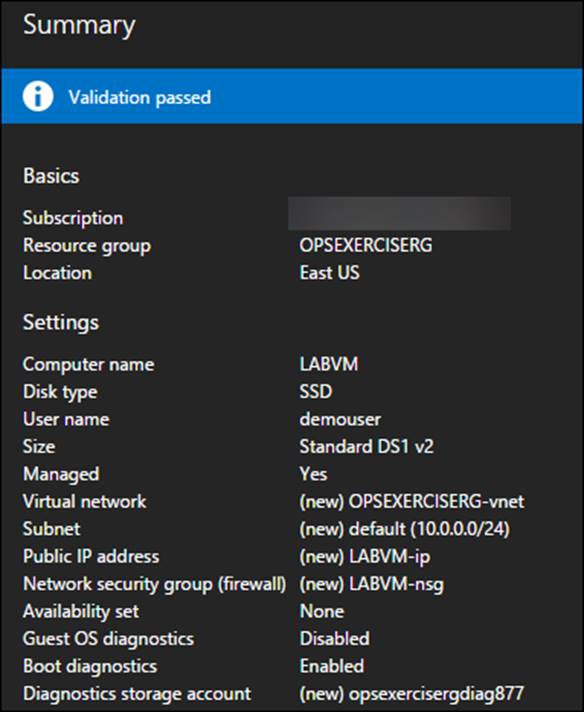 Summary
Validation passed
Basics
Subscription
Resource group OPSEXERCISERG
Location East US
Settings
Computer name LABVM
Disk type SSD
User name demouser
Size Standard DS1 v2
Managed Yes
Virtual network (new) OPSEXERCISERG-vnet
Subnet (new) default (10.0.0.0/24)
Public IP address (new) LABVM-ip
Network security group (firewall) (new) LABVM-nsg
Availability set None
Guest OS diagnostics Disabled
Boot diagnostics Enabled
Diagnostics storage account (new) opsexercisergdiag877